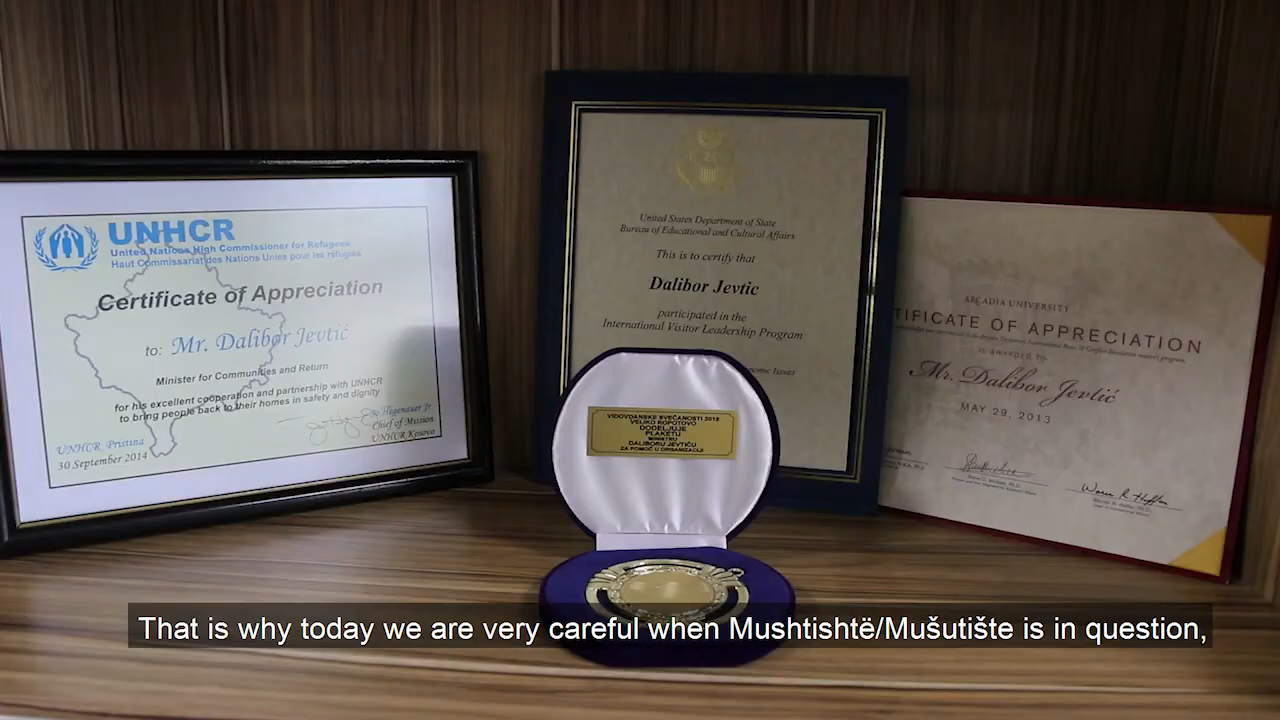 UNHCR
United Nations High Commissioner for Refugees
Haut Commissariat des Nations Unies pour les réfugiés
Certificate of Appreciation
to: Mr. Dalibor Jevtić
Minister for Communities and Return
for his excellent cooperation and partnership with UNHCR
to bring people back to their homes in safety and dignity
UNHCR Pristina
30 September 2014
Jo Hegenauer Jr.
Chief of Mission
UNHCR Kosovo
United States Department of State
Bureau of Educational and Cultural Affairs
This is to certify that
Dalibor Jevtic
participated in the
International Visitor Leadership Program
Issues
VIDOVDANSKE SVEČANOSTI 2018
VELIKO ROPOTOVO
DODELJUJE
PLAKETU
MINISTRU
DALIBORU JEVTIĆU
ZA POMOĆ U ORGANIZACIJI
ARCADIA UNIVERSITY
TIFICATE OF APPRECIATION
IS AWARDED TO
Mr. Dalibor Jevtić
MAY 29, 2013
That is why today we are very careful when Mushtishtë/Mušutište is in question,